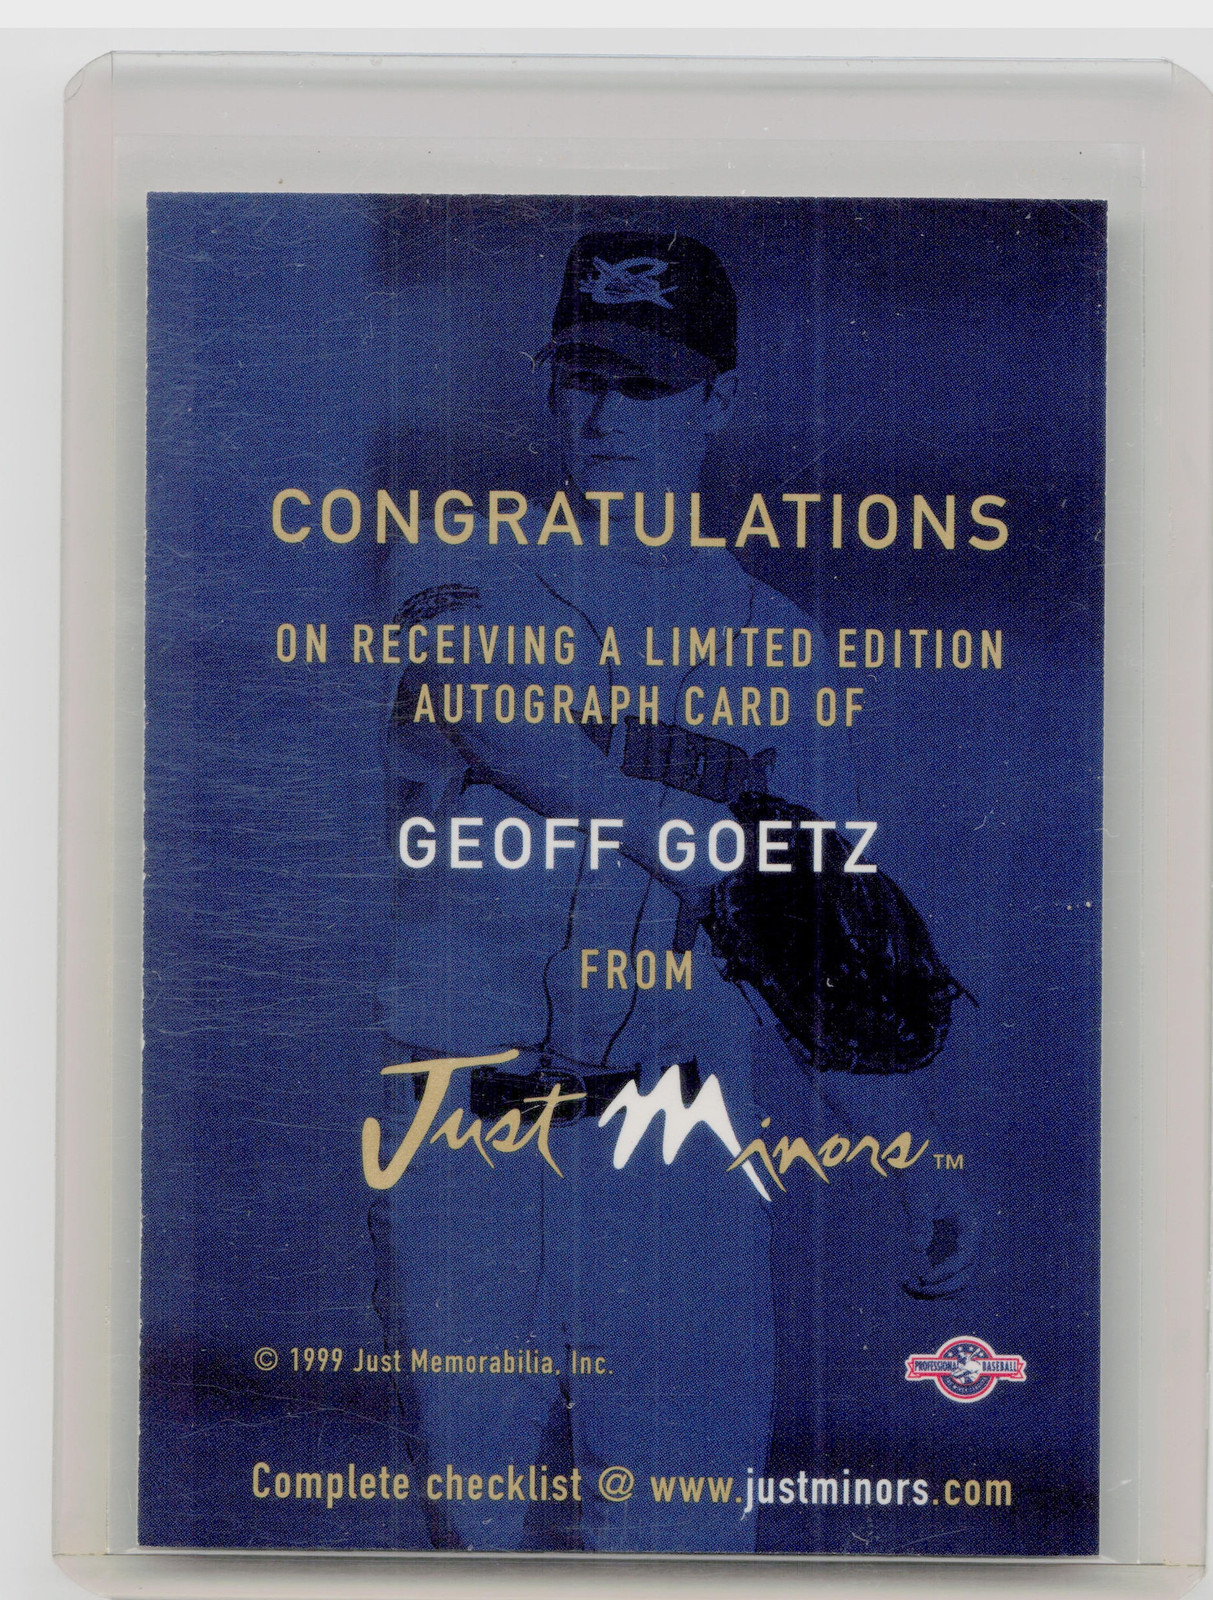 CONGRATULATIONS
ON RECEIVING A LIMITED EDITION
AUTOGRAPH CARD OF
GEOFF GOETZ
FROM
Just Minors™
© 1999 Just Memorabilia, Inc.
PROFESSIONAL BASEBALL
Complete checklist @ www.justminors.com